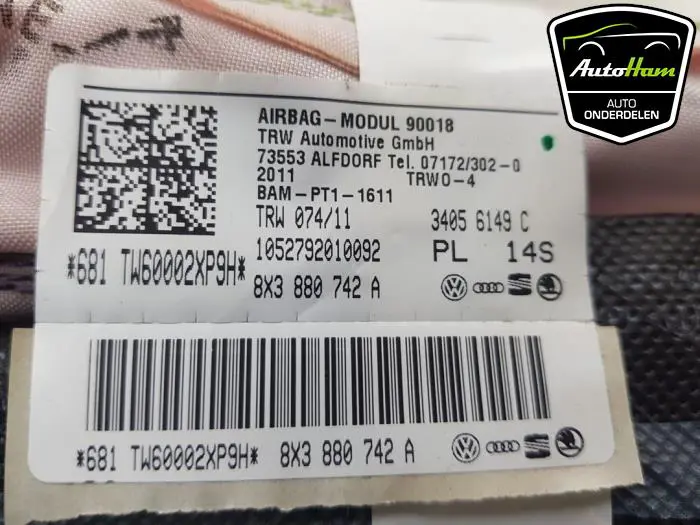 AutoHam
AUTO
ONDERDELEN
AIRBAG-MODUL 90018
TRW Automotive GmbH
73553 ALFDORF Tel. 07172/302-0
2011 TRWO-4
BAM-PT1-1611
TRW 074/11 3405 6149 C
1052792010092 PL 14S
*681 TW60002XP9H*
8X3 880 742 A
*681 TW60002XP9H* 8X3 880 742 A